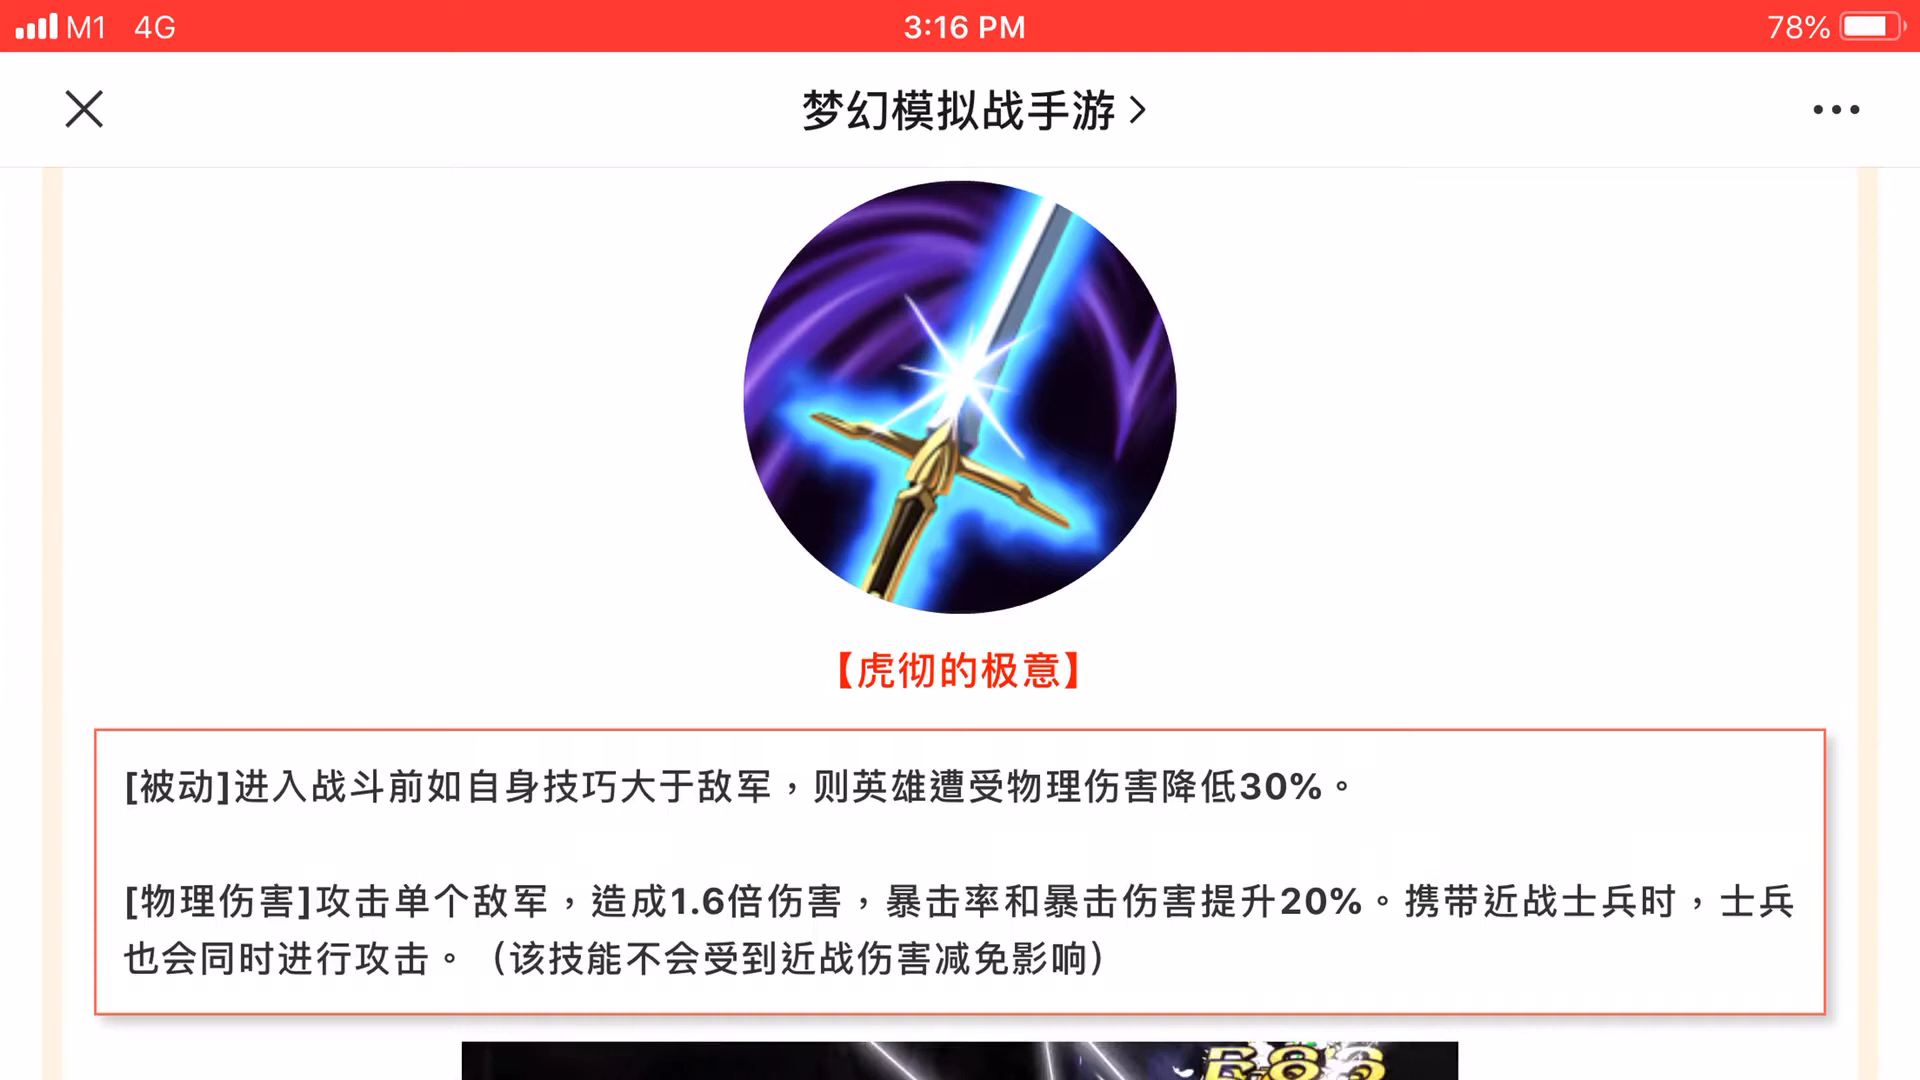 M1 4G 3:16 PM 78%
梦幻模拟战手游
【虎彻的极意】
[被动]进入战斗前如自身技巧大于敌军，则英雄遭受物理伤害降低30%。
[物理伤害]攻击单个敌军，造成1.6倍伤害，暴击率和暴击伤害提升20%。携带近战士兵时，士兵
也会同时进行攻击。（该技能不会受到近战伤害减免影响）